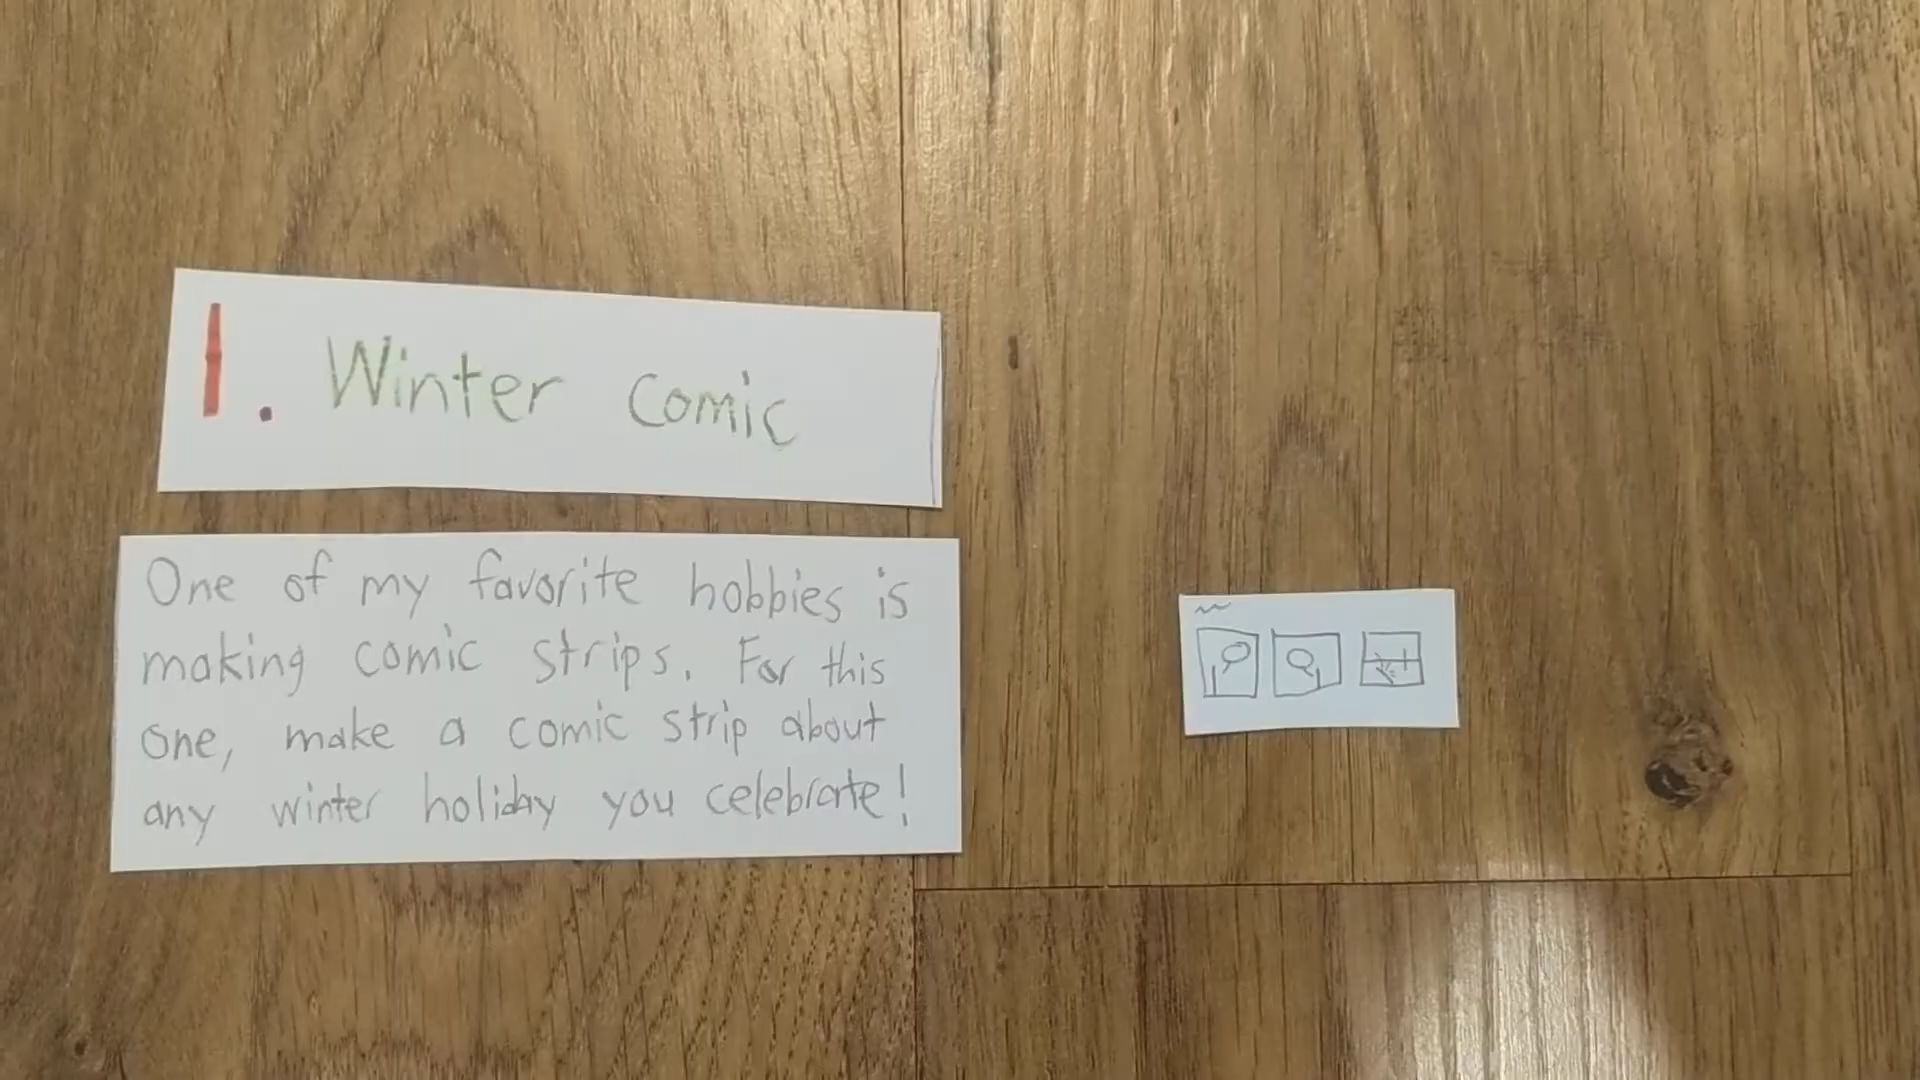 1. Winter Comic
One of my favorite hobbies is
making comic strips. For this
one, make a comic strip about
any winter holiday you celebrate!